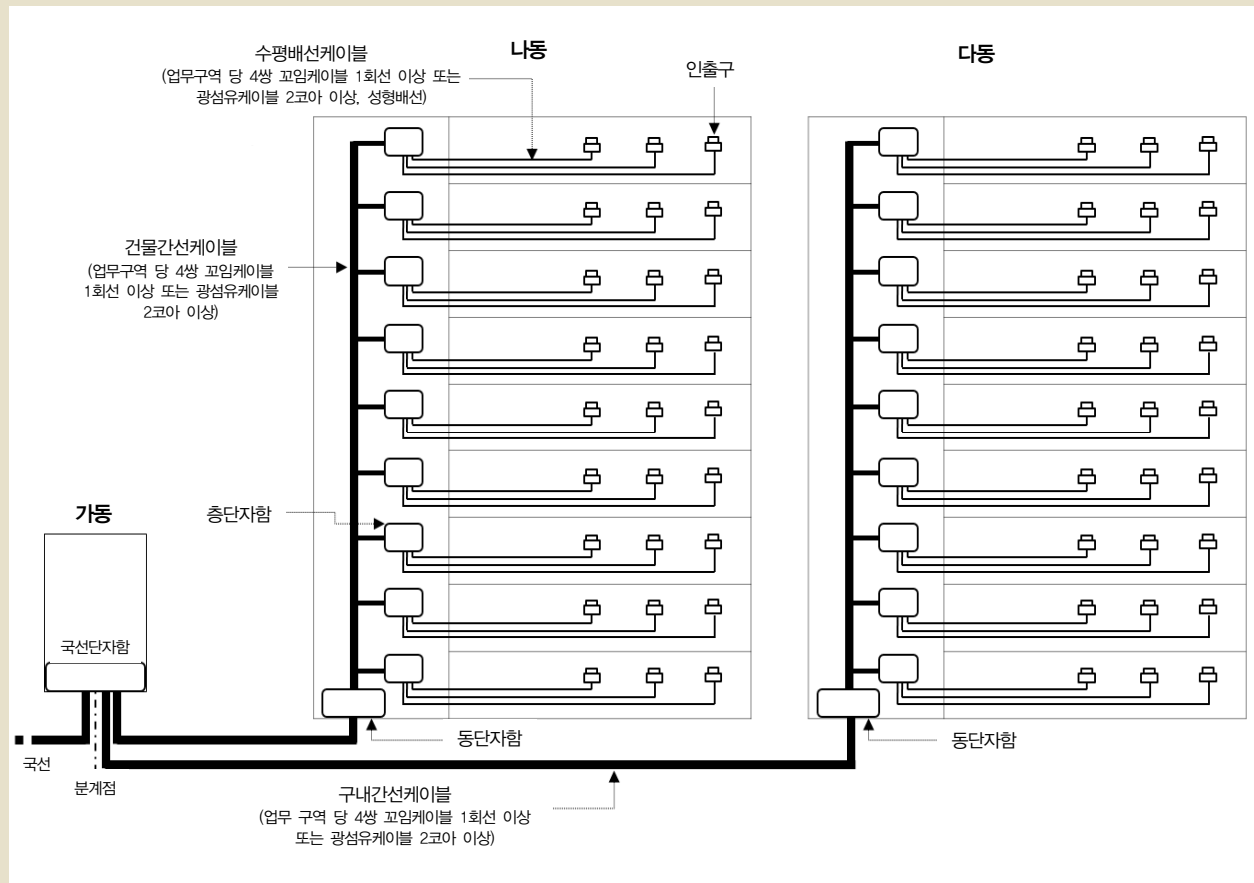 나동
다동
수평배선케이블
(업무구역 당 4쌍 꼬임케이블 1회선 이상 또는
광섬유케이블 2코아 이상, 성형배선)
인출구
건물간선케이블
(업무구역 당 4쌍 꼬임케이블
1회선 이상 또는 광섬유케이블
2코아 이상)
층단자함
가동
국선단자함
국선
분계점
동단자함
동단자함
구내간선케이블
(업무 구역 당 4쌍 꼬임케이블 1회선 이상
또는 광섬유케이블 2코아 이상)